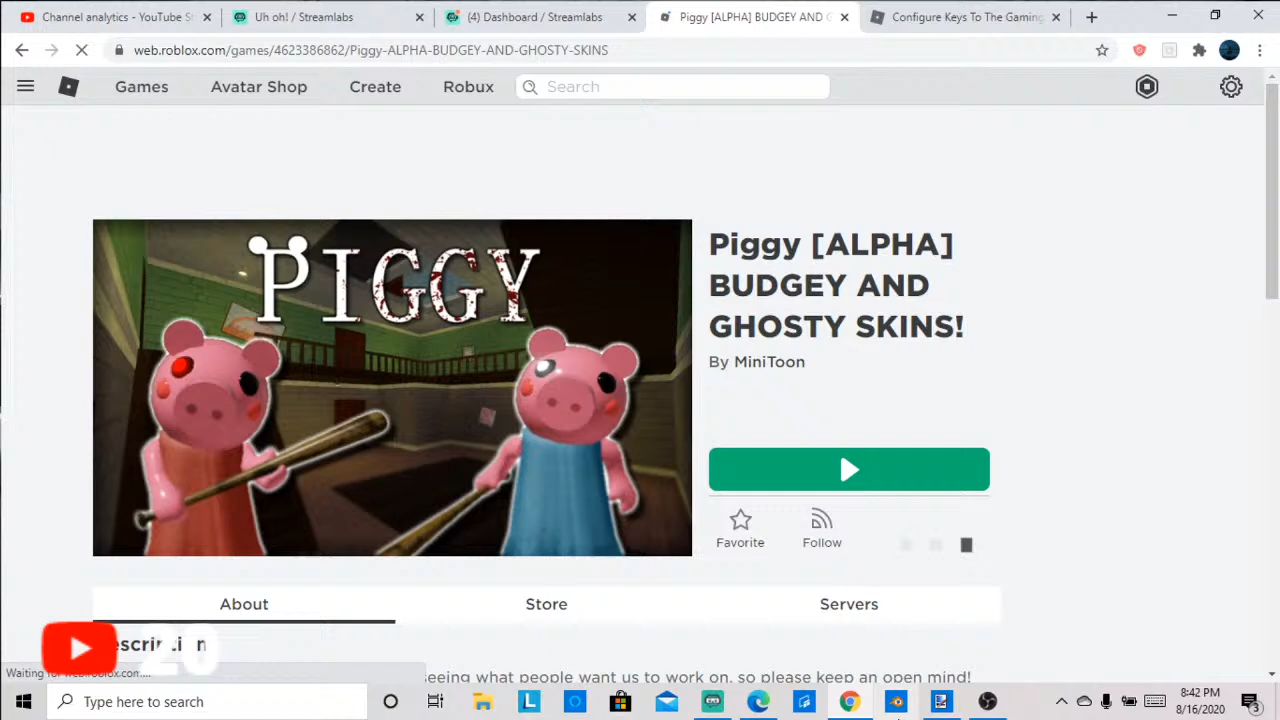 Channel analytics - YouTube S
Uh oh! / Streamlabs
(4) Dashboard / Streamlabs
Piggy [ALPHA] BUDGEY AND G
Configure Keys To The Gaming
web.roblox.com/games/4623386862/Piggy-ALPHA-BUDGEY-AND-GHOSTY-SKINS
Games
Avatar Shop
Create
Robux
Search
PIGGY
Piggy [ALPHA]
BUDGEY AND
GHOSTY SKINS!
By MiniToon
Favorite
Follow
About
Store
Servers
escription
20
Waiting for web.roblox.com...
seeing what people want us to work on, so please keep an open mind!
Type here to search
8:42 PM
8/16/2020
3